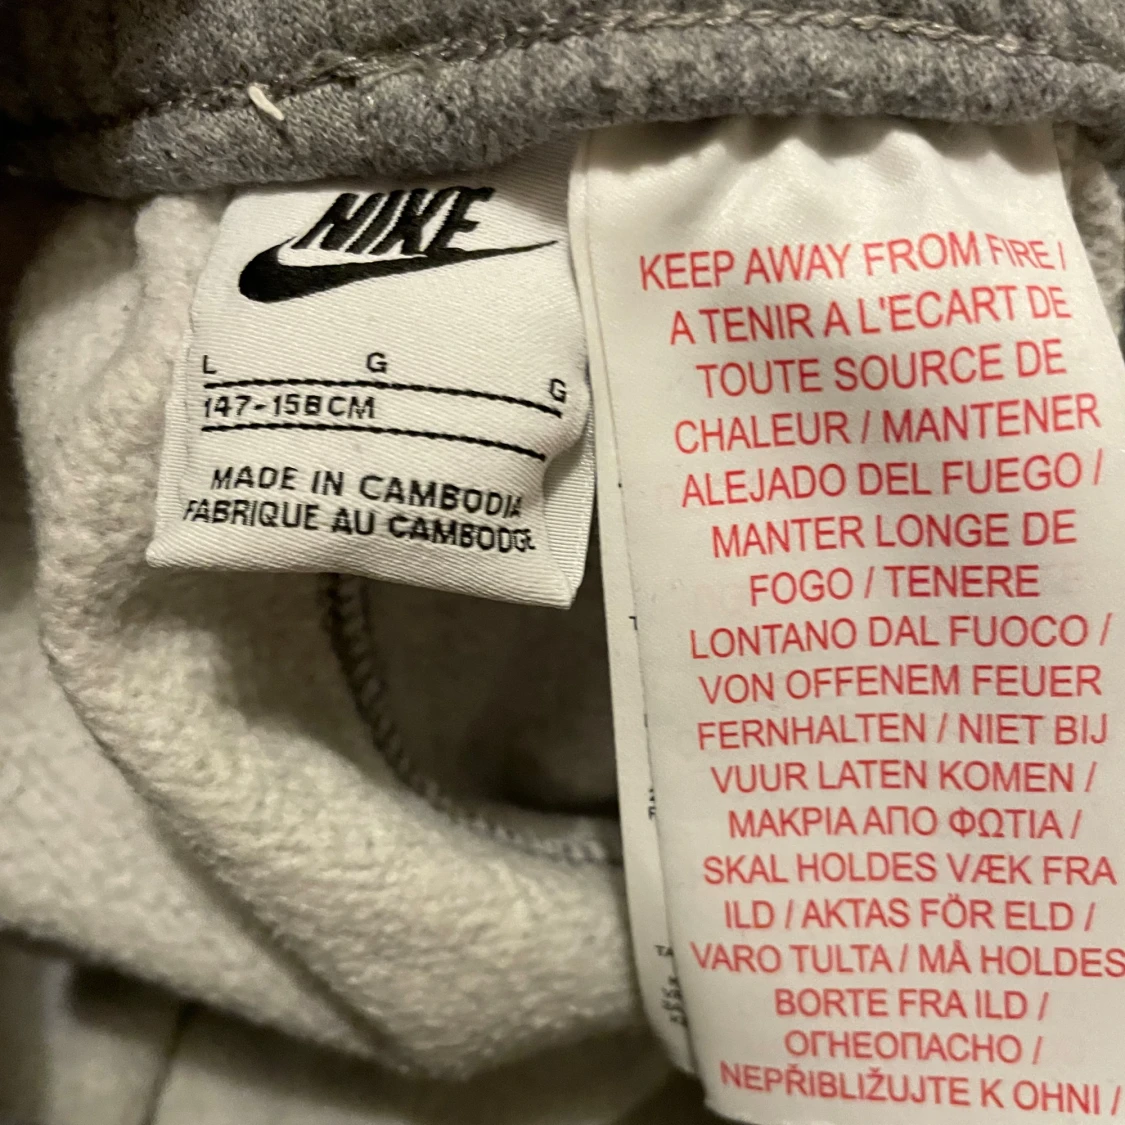 NIKE
L G G
147-158CM
MADE IN CAMBODIA
FABRIQUE AU CAMBODGE
KEEP AWAY FROM FIRE /
A TENIR A L'ECART DE
TOUTE SOURCE DE
CHALEUR / MANTENER
ALEJADO DEL FUEGO /
MANTER LONGE DE
FOGO / TENERE
LONTANO DAL FUOCO /
VON OFFENEM FEUER
FERNHALTEN / NIET BIJ
VUUR LATEN KOMEN /
ΜΑΚΡΙΑ ΑΠΟ ΦΩΤΙΑ /
SKAL HOLDES VÆK FRA
ILD / AKTAS FÖR ELD /
VARO TULTA / MÅ HOLDES
BORTE FRA ILD /
ОГНЕОПАСНО /
NEPŘIBLIŽUJTE K OHNI /